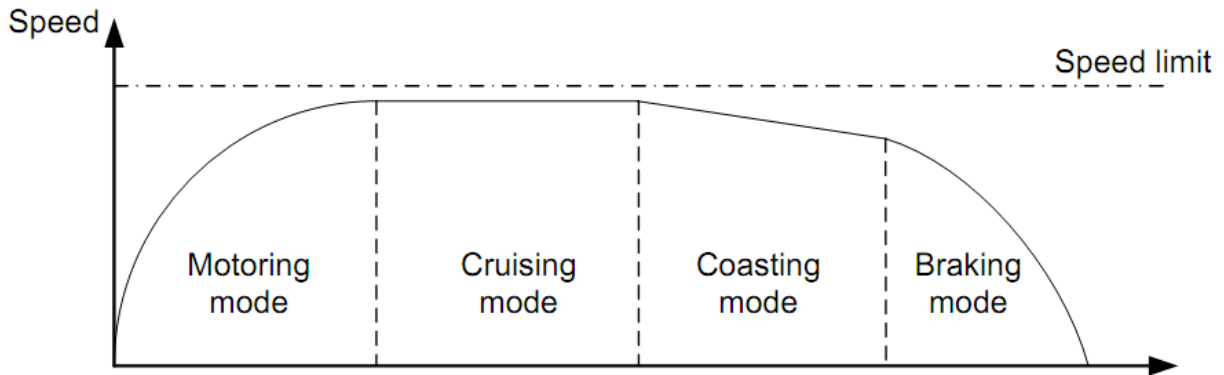 Speed
Speed limit
Motoring
mode
Cruising
mode
Coasting
mode
Braking
mode